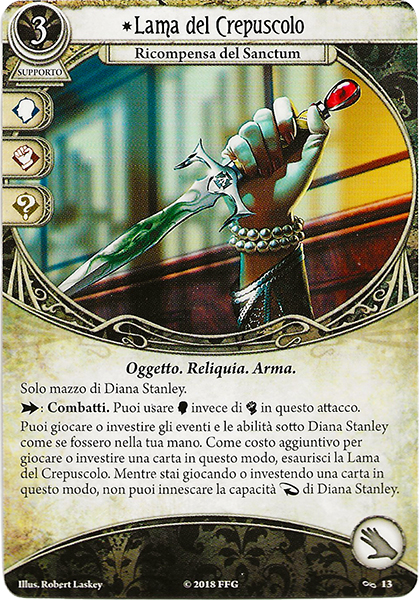 3
*Lama del Crepuscolo
Ricompensa del Sanctum
SUPPORTO
?
Oggetto. Reliquia. Arma.
Solo mazzo di Diana Stanley.
: Combatti. Puoi usare invece di in questo attacco.
Puoi giocare o investire gli eventi e le abilità sotto Diana Stanley
come se fossero nella tua mano. Come costo aggiuntivo per
giocare o investire una carta in questo modo, esaurisci la Lama
del Crepuscolo. Mentre stai giocando o investendo una carta in
questo modo, non puoi innescare la capacità di Diana Stanley.
Illus. Robert Laskey
© 2018 FFG
13